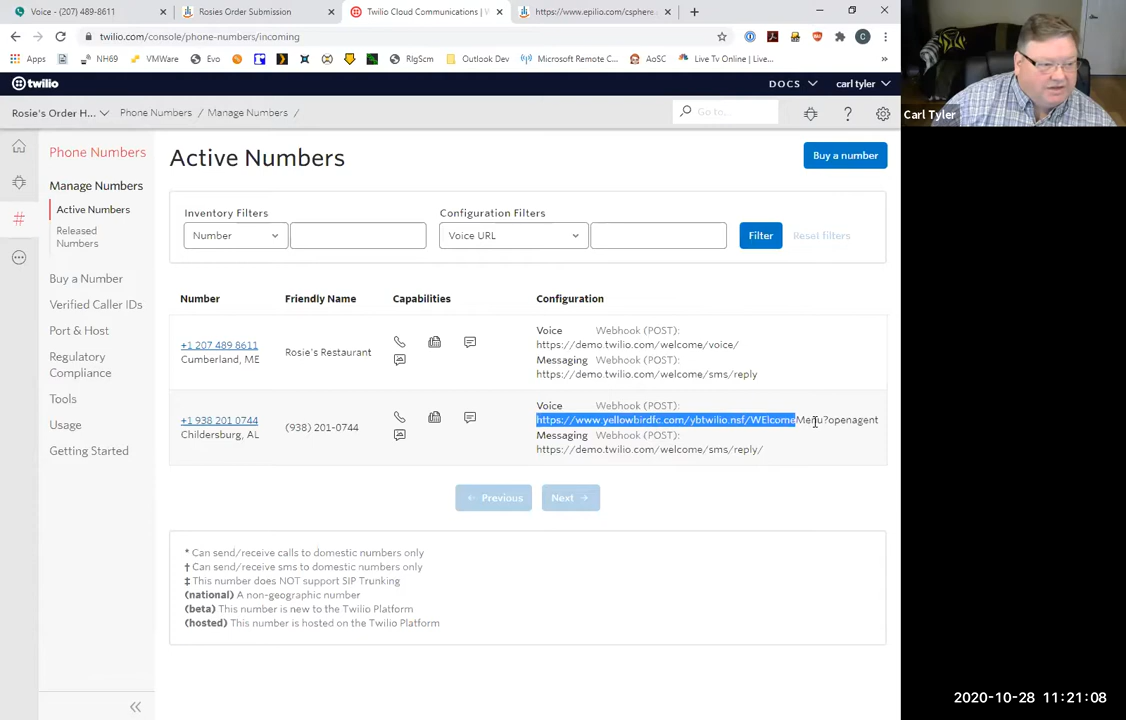 Voice - (207) 489-8611
Rosies Order Submission
Twilio Cloud Communications | W
https://www.epilio.com/csphere.
twilio.com/console/phone-numbers/incoming
C
Apps
NH69
VMWare
Evo
RlgScm
Outlook Dev
Microsoft Remote C...
AoSC
Live Tv Online | Live...
»
twilio
DOCS
carl tyler
Rosie's Order H...
Phone Numbers /
Manage Numbers /
Go to...
?
Phone Numbers
Manage Numbers
Active Numbers
Released
Numbers
Buy a Number
Verified Caller IDs
Port & Host
Regulatory
Compliance
Tools
Usage
Getting Started
Active Numbers
Buy a number
Inventory Filters
Configuration Filters
Number
Voice URL
Filter
Reset filters
Number
Friendly Name
Capabilities
Configuration
+1 207 489 8611
Cumberland, ME
Rosie's Restaurant
Voice Webhook (POST):
https://demo.twilio.com/welcome/voice/
Messaging Webhook (POST):
https://demo.twilio.com/welcome/sms/reply
+1 938 201 0744
Childersburg, AL
(938) 201-0744
Voice Webhook (POST):
https://www.yellowbirdfc.com/ybtwilio.nsf/WElcomeMenu?openagent
Messaging Webhook (POST):
https://demo.twilio.com/welcome/sms/reply/
← Previous
Next →
* Can send/receive calls to domestic numbers only
† Can send/receive sms to domestic numbers only
‡ This number does NOT support SIP Trunking
(national) A non-geographic number
(beta) This number is new to the Twilio Platform
(hosted) This number is hosted on the Twilio Platform
Carl Tyler
2020-10-28 11:21:08